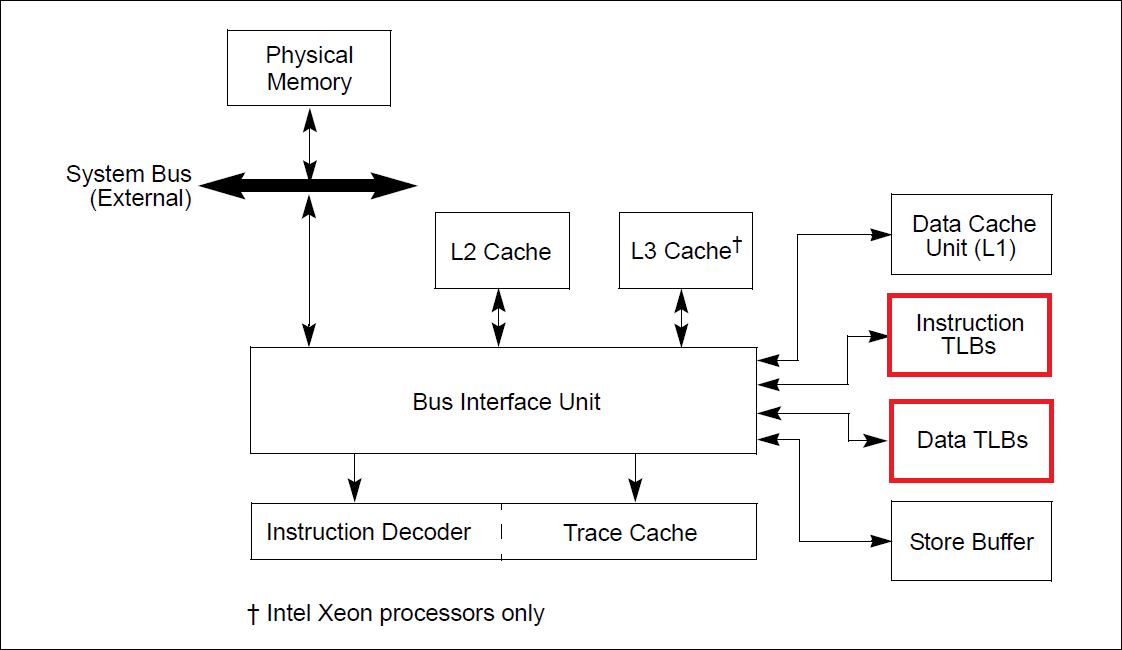 Physical
Memory
System Bus
(External)
L2 Cache
L3 Cache†
Data Cache
Unit (L1)
Instruction
TLBs
Bus Interface Unit
Data TLBs
Instruction Decoder
Trace Cache
Store Buffer
† Intel Xeon processors only